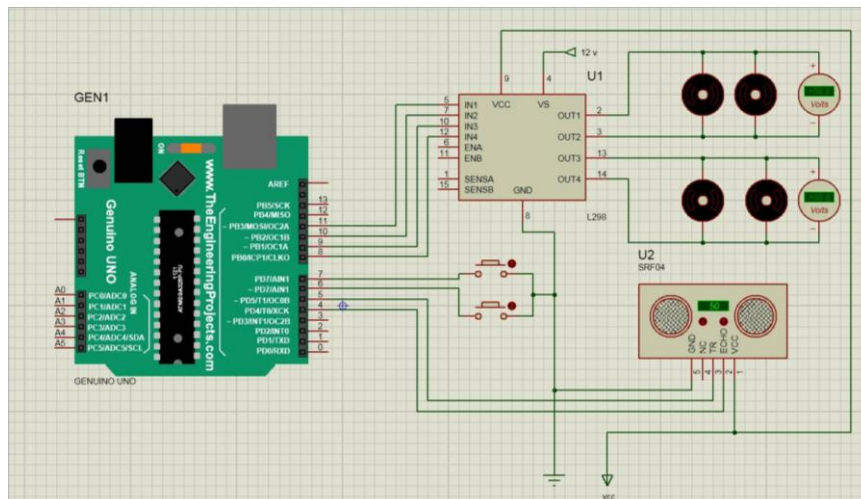 GEN1
Reset BTN
ON
www.TheEngineeringProjects.com
Genuino UNO
ANALOG IN
AREF
PB5/SCK 13
PB4/MISO 12
~ PB3/MOSI/OC2A 11
~ PB2/OC1B 10
~ PB1/OC1A 9
PB0/ICP1/CLKO 8
PD7/AIN1 7
~ PD7/AIN1 6
~ PD5/T1/OC0B 5
PD4/T0/XCK 4
~ PD3/INT1/OC2B 3
PD2/INT0 2
PD1/TXD 1
PD0/RXD 0
A0 PC0/ADC0
A1 PC1/ADC1
A2 PC2/ADC2
A3 PC3/ADC3
A4 PC4/ADC4/SDA
A5 PC5/ADC5/SCL
GENUINO UNO
12 v
U1
9 4
VCC VS
5 IN1
7 IN2
10 IN3
12 IN4
6 ENA
11 ENB
1 SENSA
15 SENSB
GND
8
OUT1 2
OUT2 3
OUT3 13
OUT4 14
L298
Volts
Volts
U2
SRF04
50
GND
NC
TR
ECHO
VCC
5 4 3 2 1
VCC